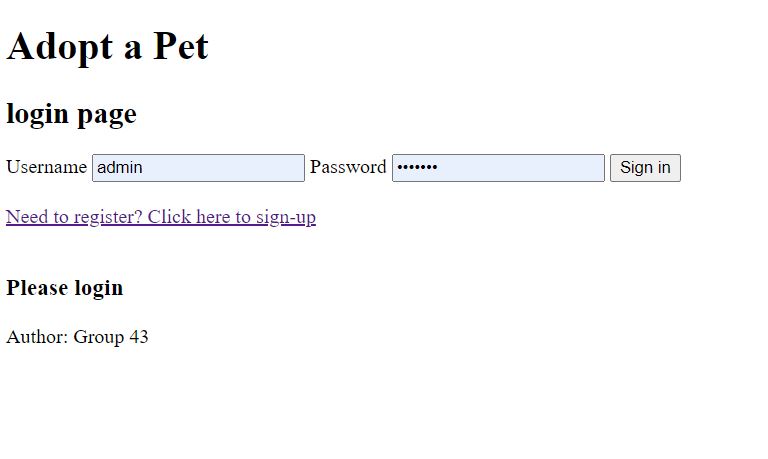 Adopt a Pet
login page
Username admin Password ••••••• Sign in
Need to register? Click here to sign-up
Please login
Author: Group 43